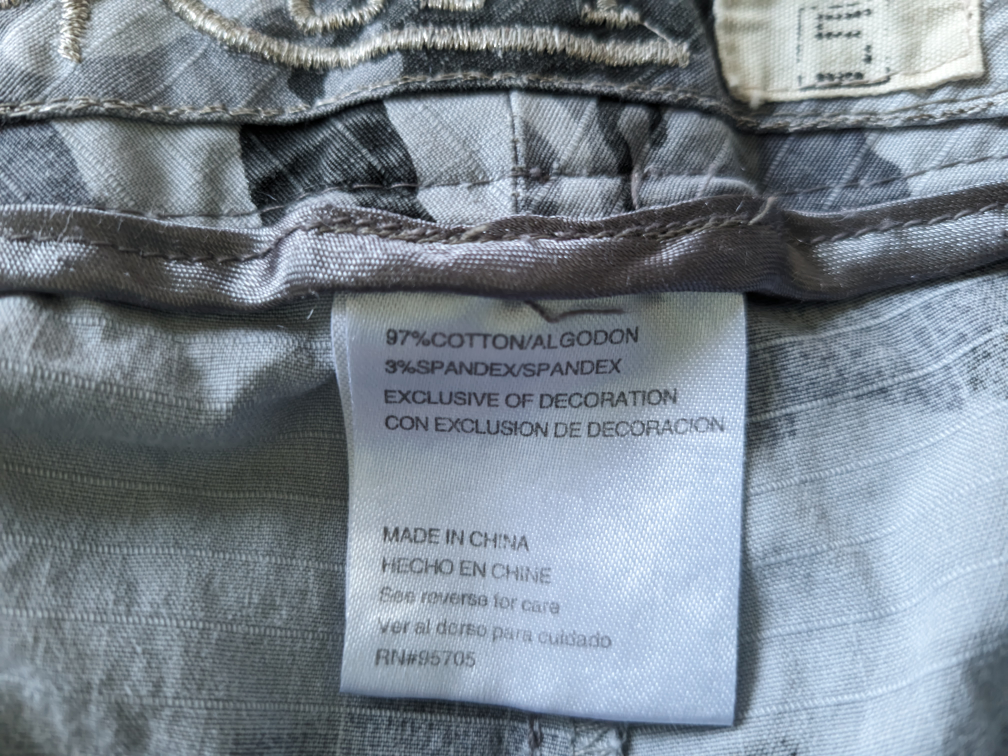 97%COTTON/ALGODON
3%SPANDEX/SPANDEX
EXCLUSIVE OF DECORATION
CON EXCLUSION DE DECORACION
MADE IN CHINA
HECHO EN CHINE
See reverse for care
Ver al dorso para cuidado
RN#95705